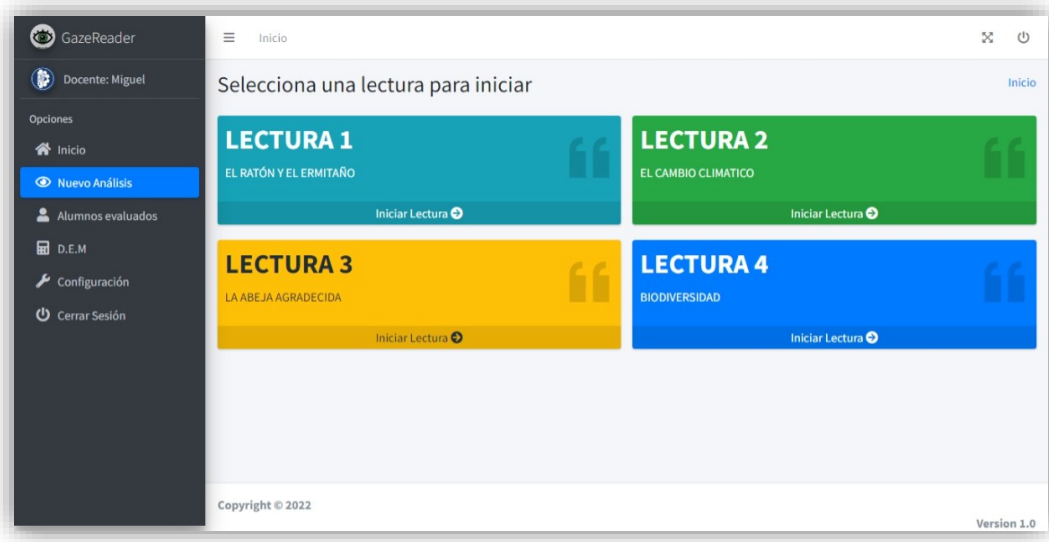 GazeReader
Docente: Miguel
Opciones
Inicio
Nuevo Análisis
Alumnos evaluados
D.E.M
Configuración
Cerrar Sesión
Inicio
Selecciona una lectura para iniciar
Inicio
LECTURA 1
EL RATÓN Y EL ERMITAÑO
Iniciar Lectura
LECTURA 2
EL CAMBIO CLIMATICO
Iniciar Lectura
LECTURA 3
LA ABEJA AGRADECIDA
Iniciar Lectura
LECTURA 4
BIODIVERSIDAD
Iniciar Lectura
Copyright © 2022
Version 1.0